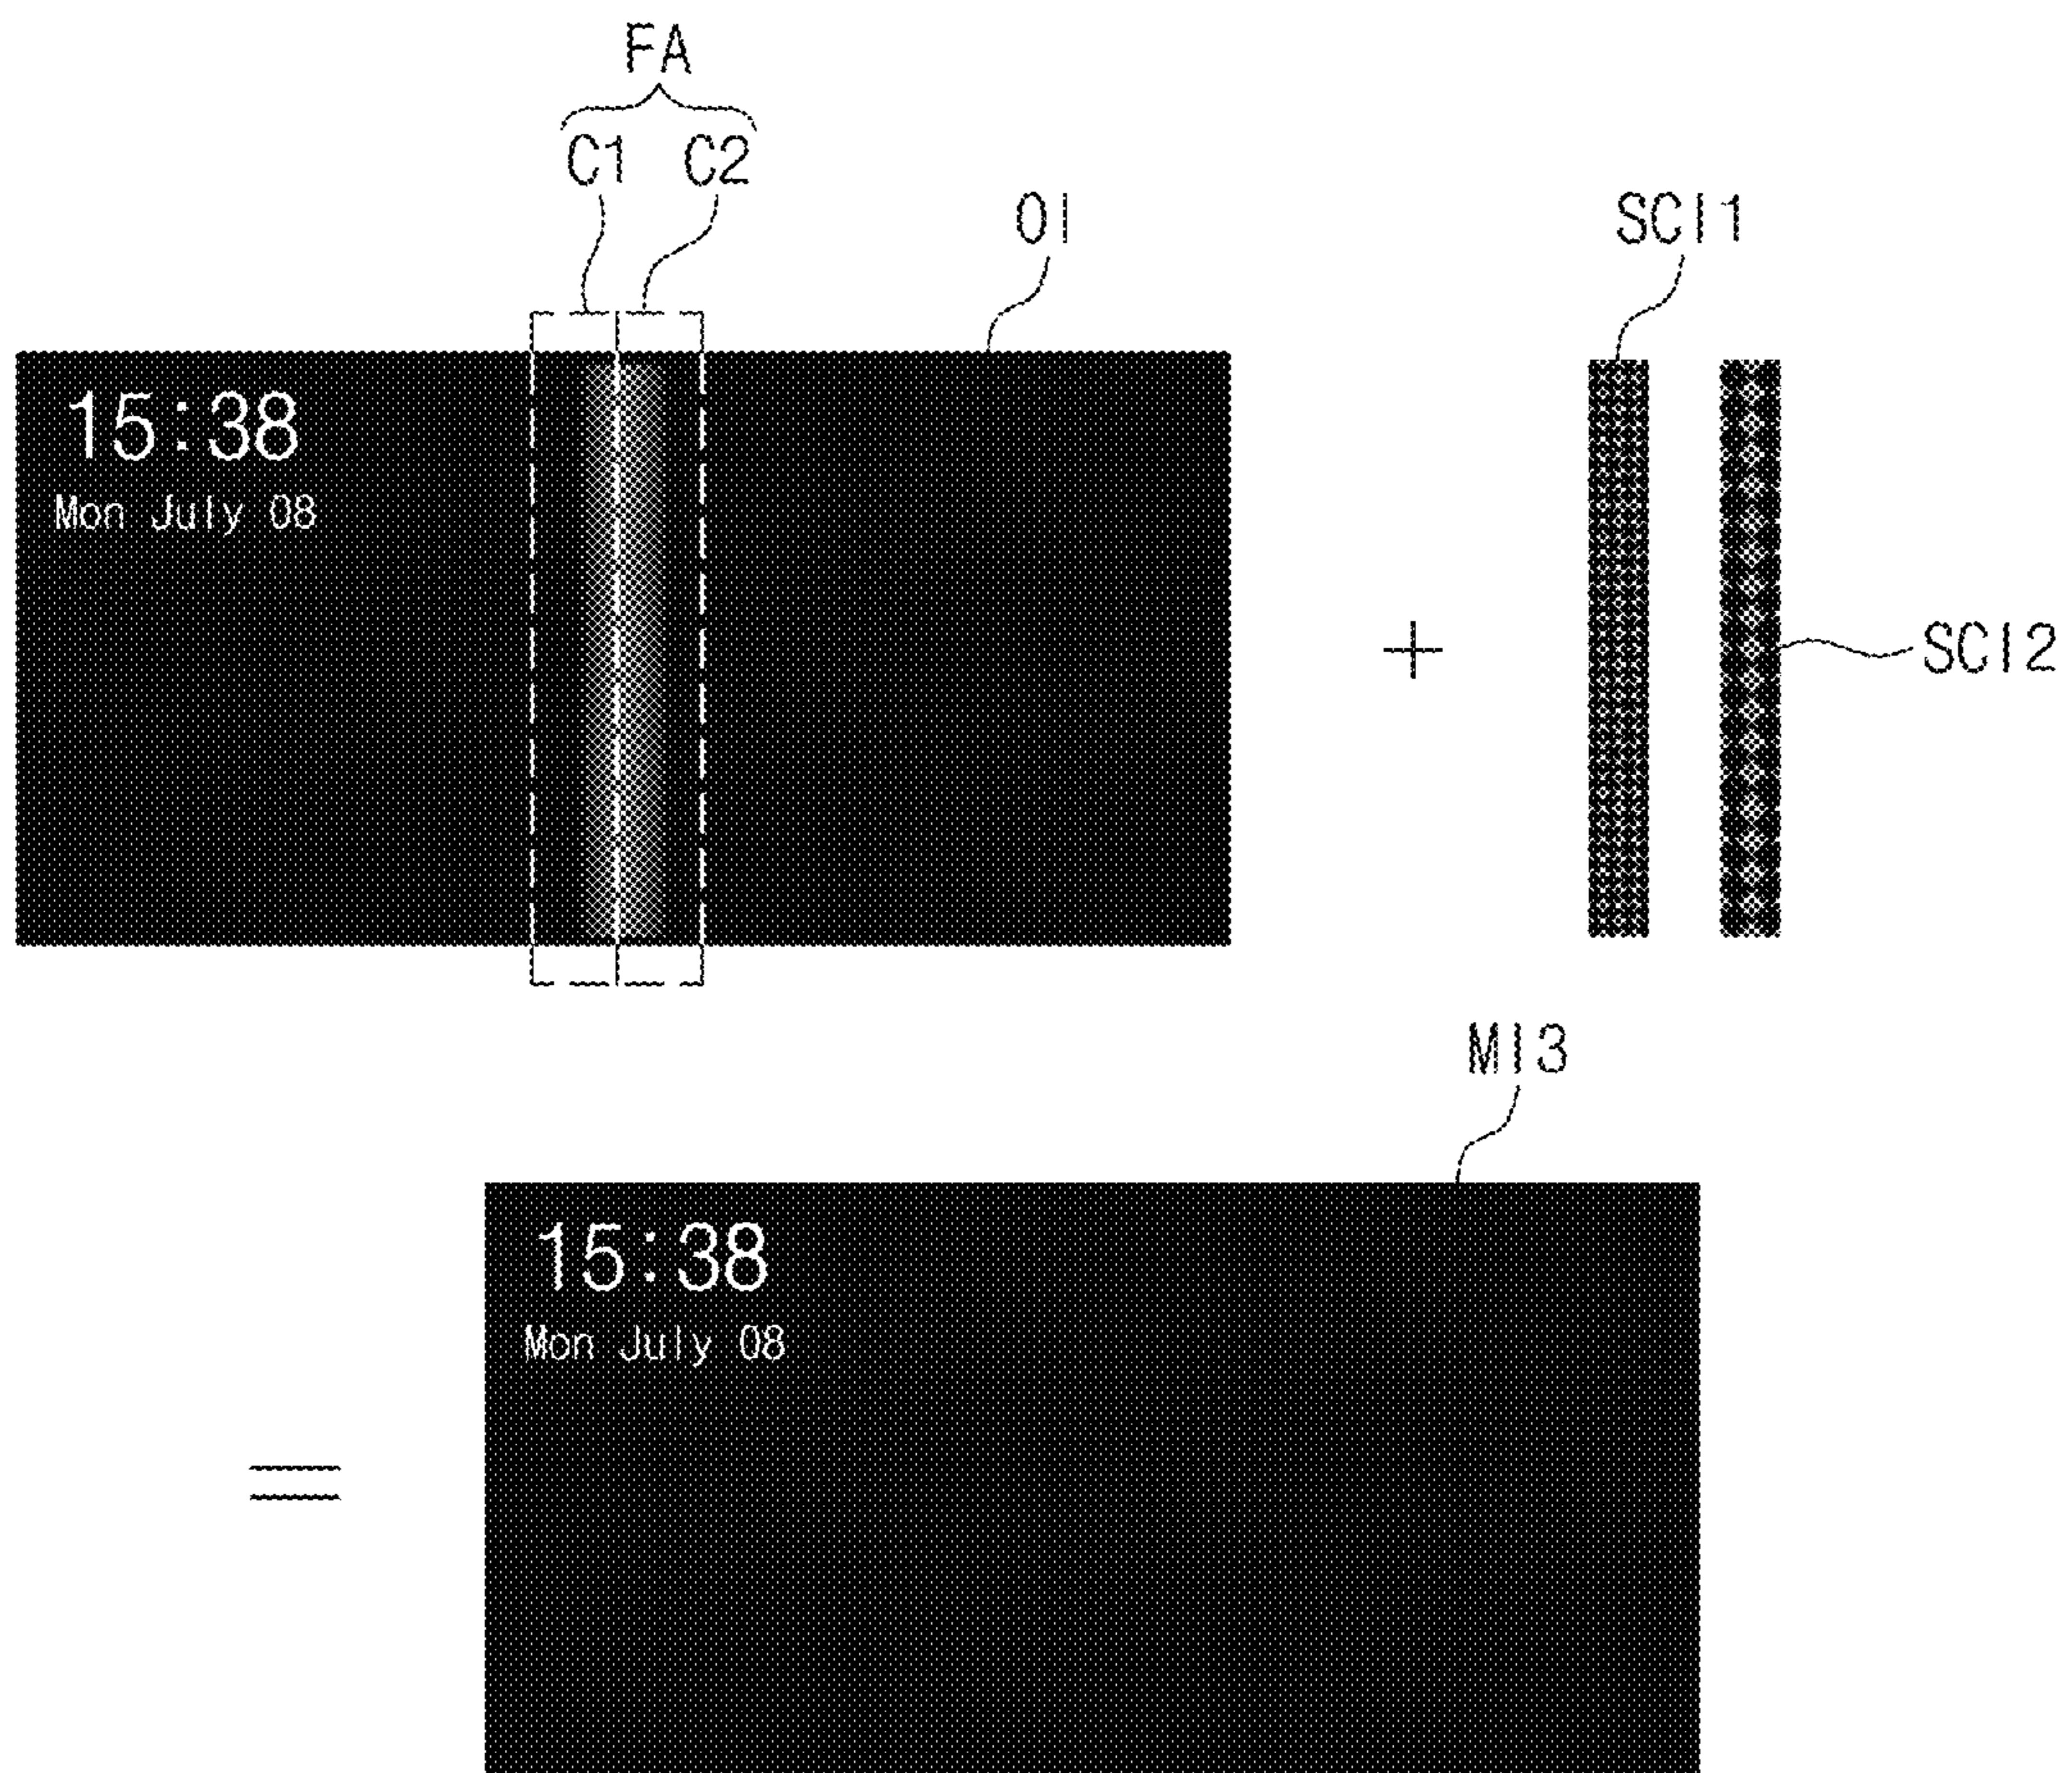 FA
C1 C2
OI
SCI1
15:38
Mon July 08
+
SCI2
MI3
=
15:38
Mon July 08